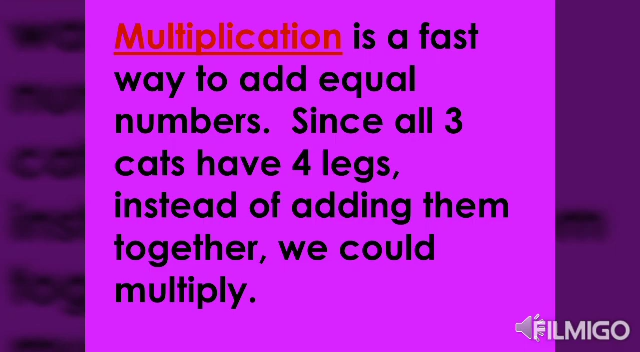 Multiplication is a fast
way to add equal
numbers.  Since all 3
cats have 4 legs,
instead of adding them
together, we could
multiply.
FILMIGO